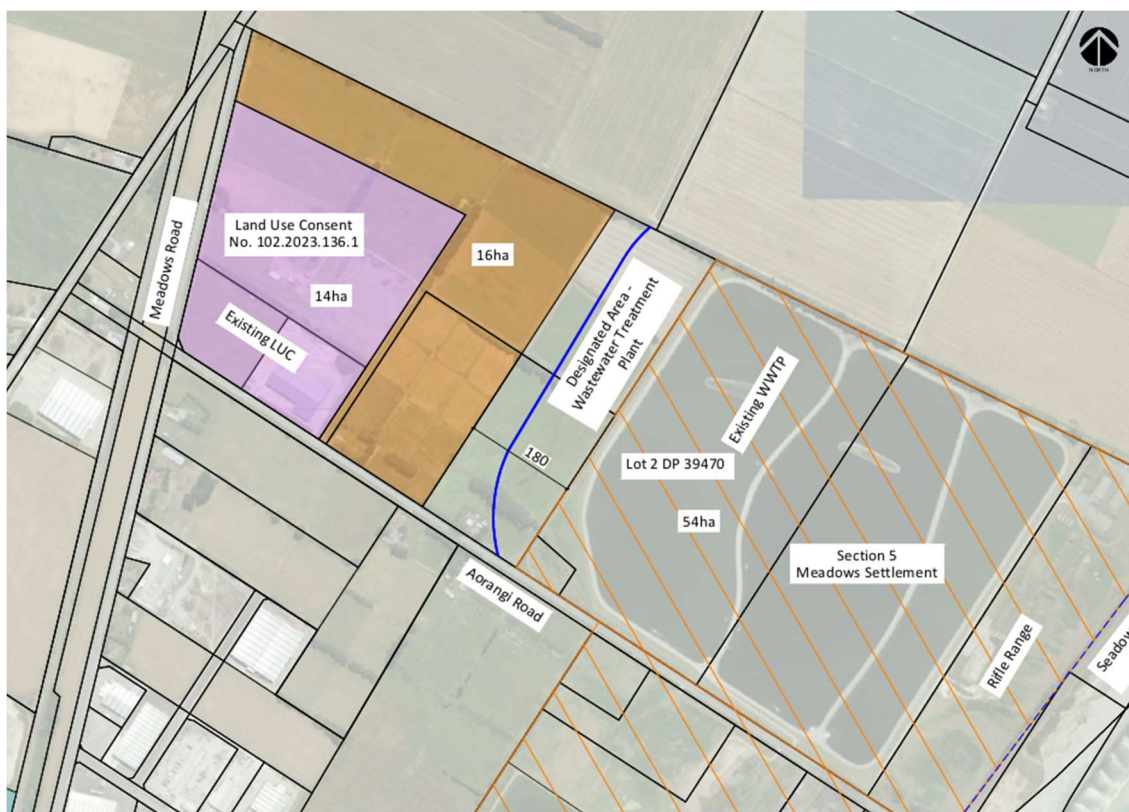 NORTH
Meadows Road
Land Use Consent
No. 102.2023.136.1
14ha
Existing LUC
16ha
Designated Area -
Wastewater Treatment
Plant
180
Existing WWTP
Lot 2 DP 39470
54ha
Section 5
Meadows Settlement
Aorangi Road
Rifle Range